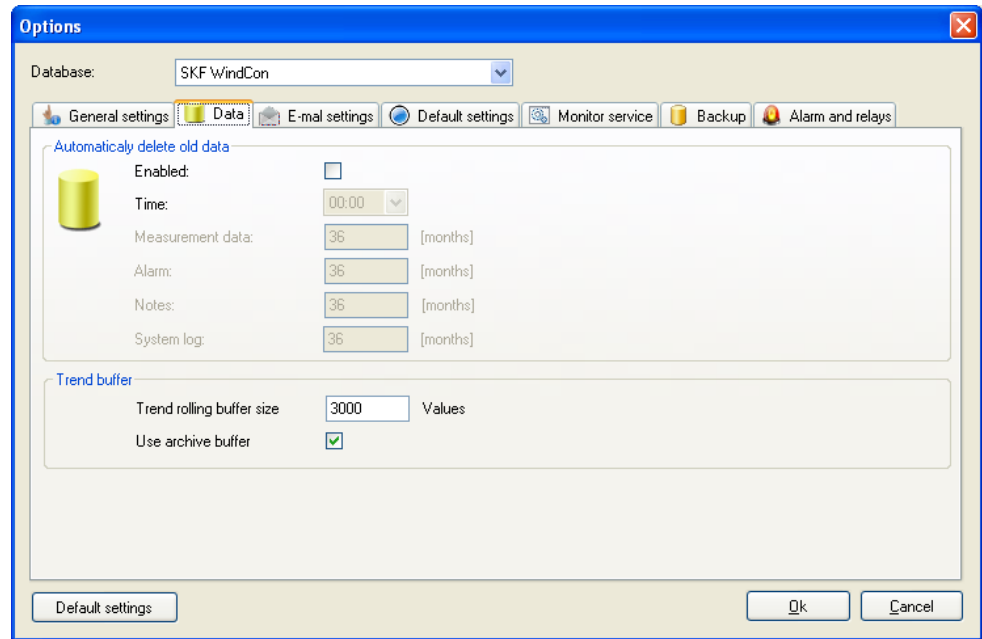 Options
Database: SKF WindCon
General settings Data E-mal settings Default settings Monitor service Backup Alarm and relays
Automaticaly delete old data
Enabled:
Time: 00:00
Measurement data: 36 [months]
Alarm: 36 [months]
Notes: 36 [months]
System log: 36 [months]
Trend buffer
Trend rolling buffer size 3000 Values
Use archive buffer
Default settings Ok Cancel